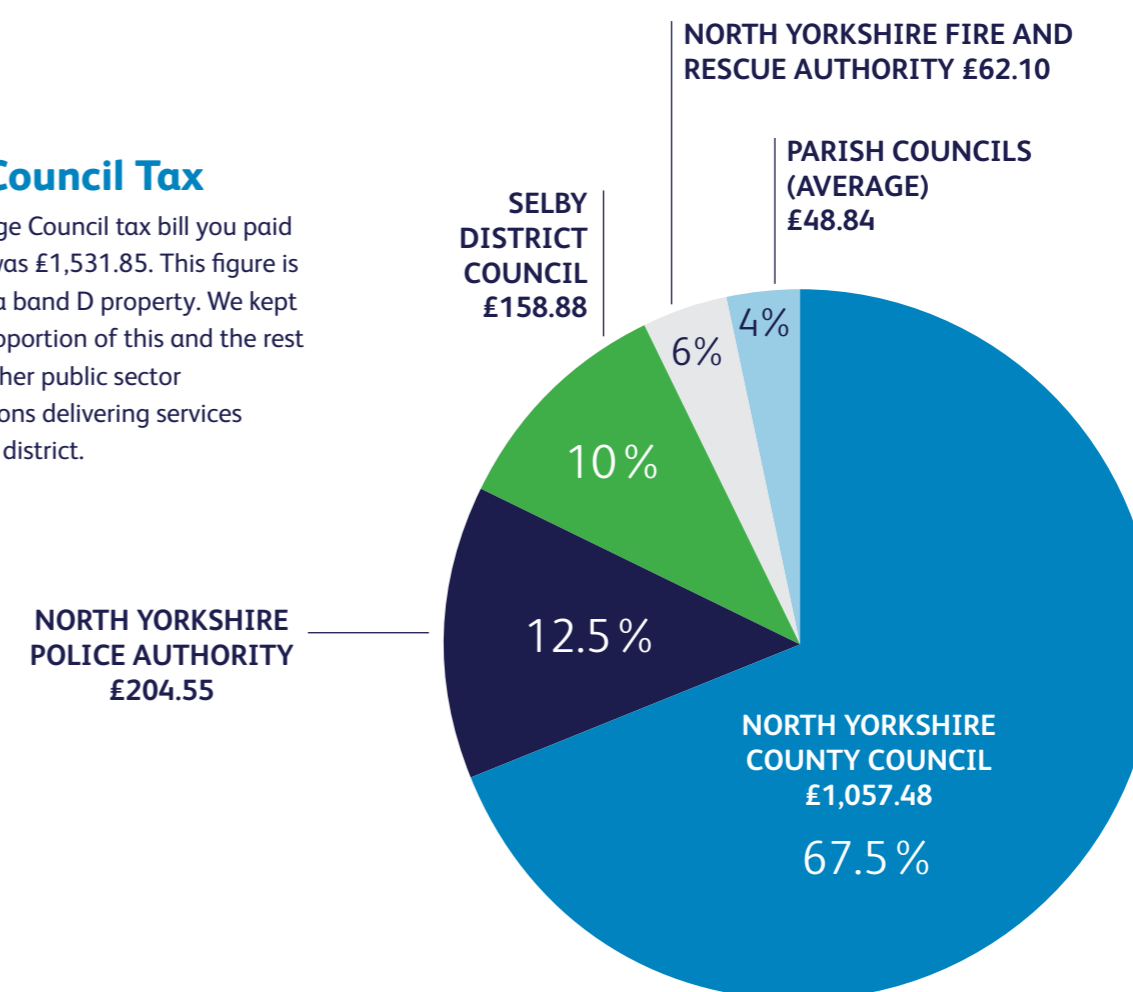 Council Tax
ge Council tax bill you paid
was £1,531.85. This figure is
a band D property. We kept
oportion of this and the rest
her public sector
ons delivering services
district.
NORTH YORKSHIRE FIRE AND
RESCUE AUTHORITY £62.10
PARISH COUNCILS
(AVERAGE)
£48.84
SELBY
DISTRICT
COUNCIL
£158.88
4%
6%
10%
12.5%
NORTH YORKSHIRE
POLICE AUTHORITY
£204.55
NORTH YORKSHIRE
COUNTY COUNCIL
£1,057.48
67.5%